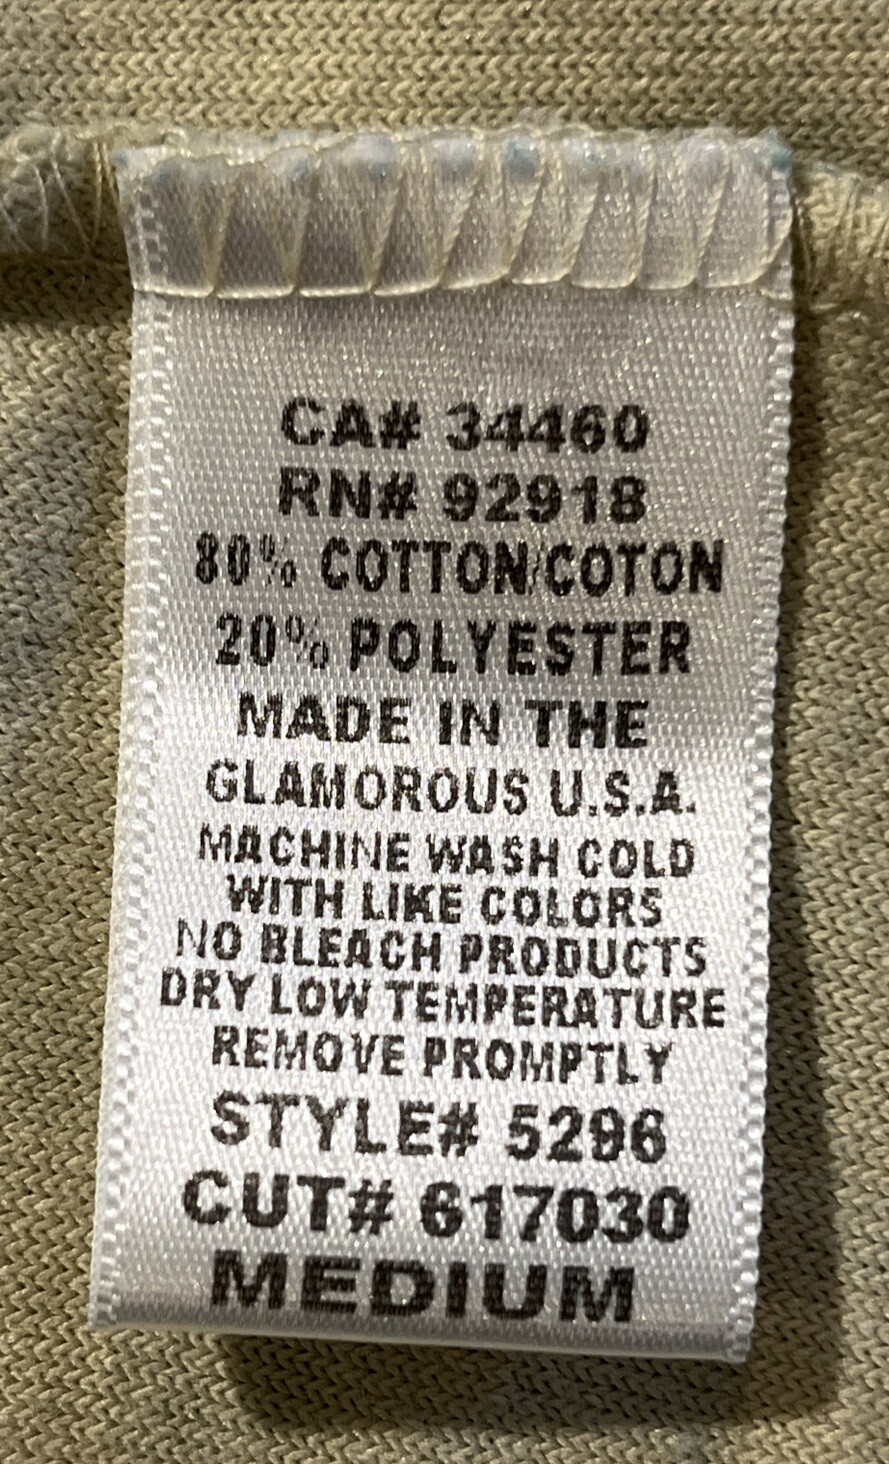 CA# 34460
RN# 92918
80% COTTON/COTON
20% POLYESTER
MADE IN THE
GLAMOROUS U.S.A.
MACHINE WASH COLD
WITH LIKE COLORS
NO BLEACH PRODUCTS
DRY LOW TEMPERATURE
REMOVE PROMPTLY
STYLE# 5296
CUT# 617030
MEDIUM